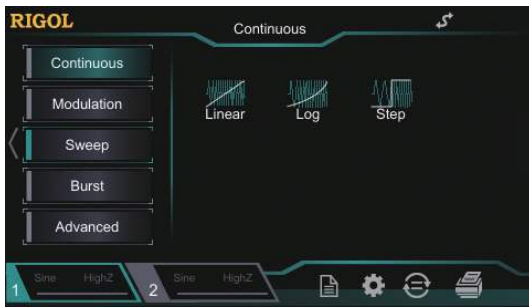 RIGOL
Continuous
Continuous
Modulation
Sweep
Burst
Advanced
Linear
Log
Step
1
Sine
HighZ
2
Sine
HighZ